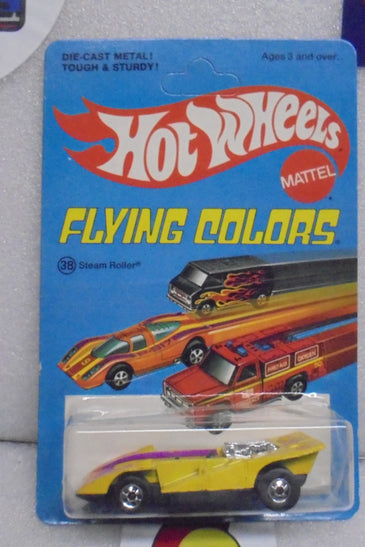 DIE-CAST METAL!
TOUGH & STURDY!
Ages 3 and over.
Hot Wheels
MATTEL
FLYING COLORS®
38 Steam Roller®